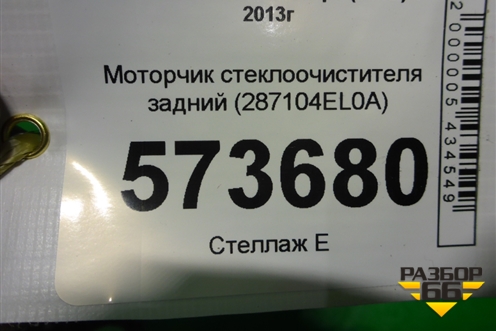 2013г
Моторчик стеклоочистителя
задний (287104EL0A)
573680
Стеллаж Е
2000005434549
РАЗБОР
66